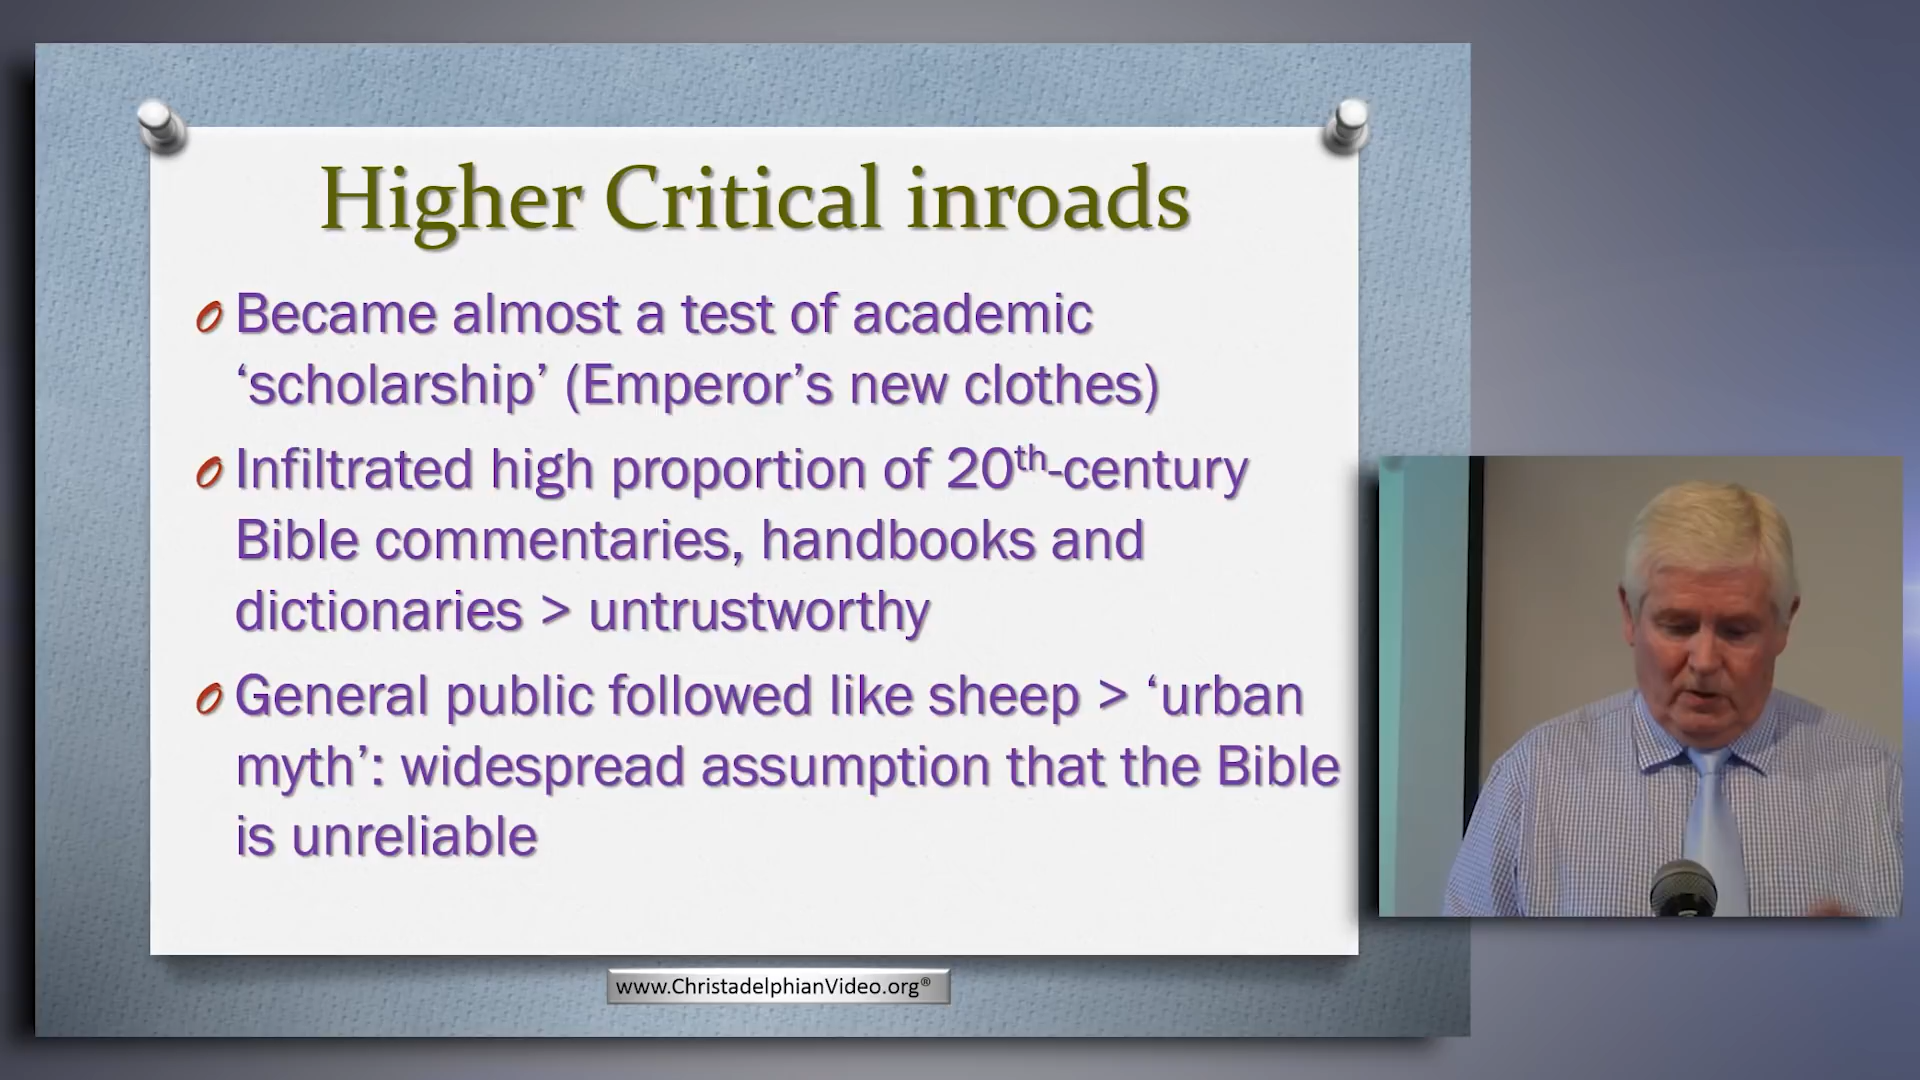 Higher Critical inroads
Became almost a test of academic
‘scholarship’ (Emperor’s new clothes)
Infiltrated high proportion of 20th-century
Bible commentaries, handbooks and
dictionaries > untrustworthy
General public followed like sheep > ‘urban
myth’: widespread assumption that the Bible
is unreliable
www.ChristadelphianVideo.org®